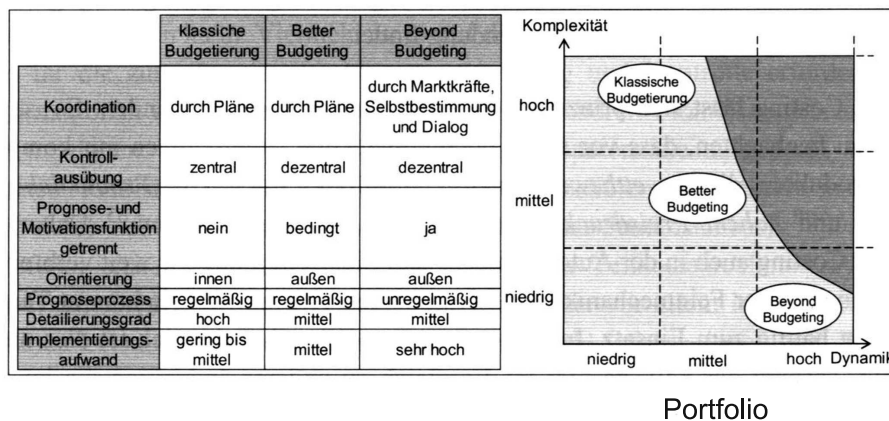 klassiche Budgetierung
Better Budgeting
Beyond Budgeting
Koordination
durch Pläne
durch Pläne
durch Marktkräfte, Selbstbestimmung und Dialog
Kontroll-
ausübung
zentral
dezentral
dezentral
Prognose- und
Motivationsfunktion
getrennt
nein
bedingt
ja
Orientierung
innen
außen
außen
Prognoseprozess
regelmäßig
regelmäßig
unregelmäßig
Detailierungsgrad
hoch
mittel
mittel
Implementierungs-
aufwand
gering bis
mittel
mittel
sehr hoch
Komplexität
hoch
mittel
niedrig
Klassische
Budgetierung
Better
Budgeting
Beyond
Budgeting
niedrig
mittel
hoch
Dynamik
Portfolio